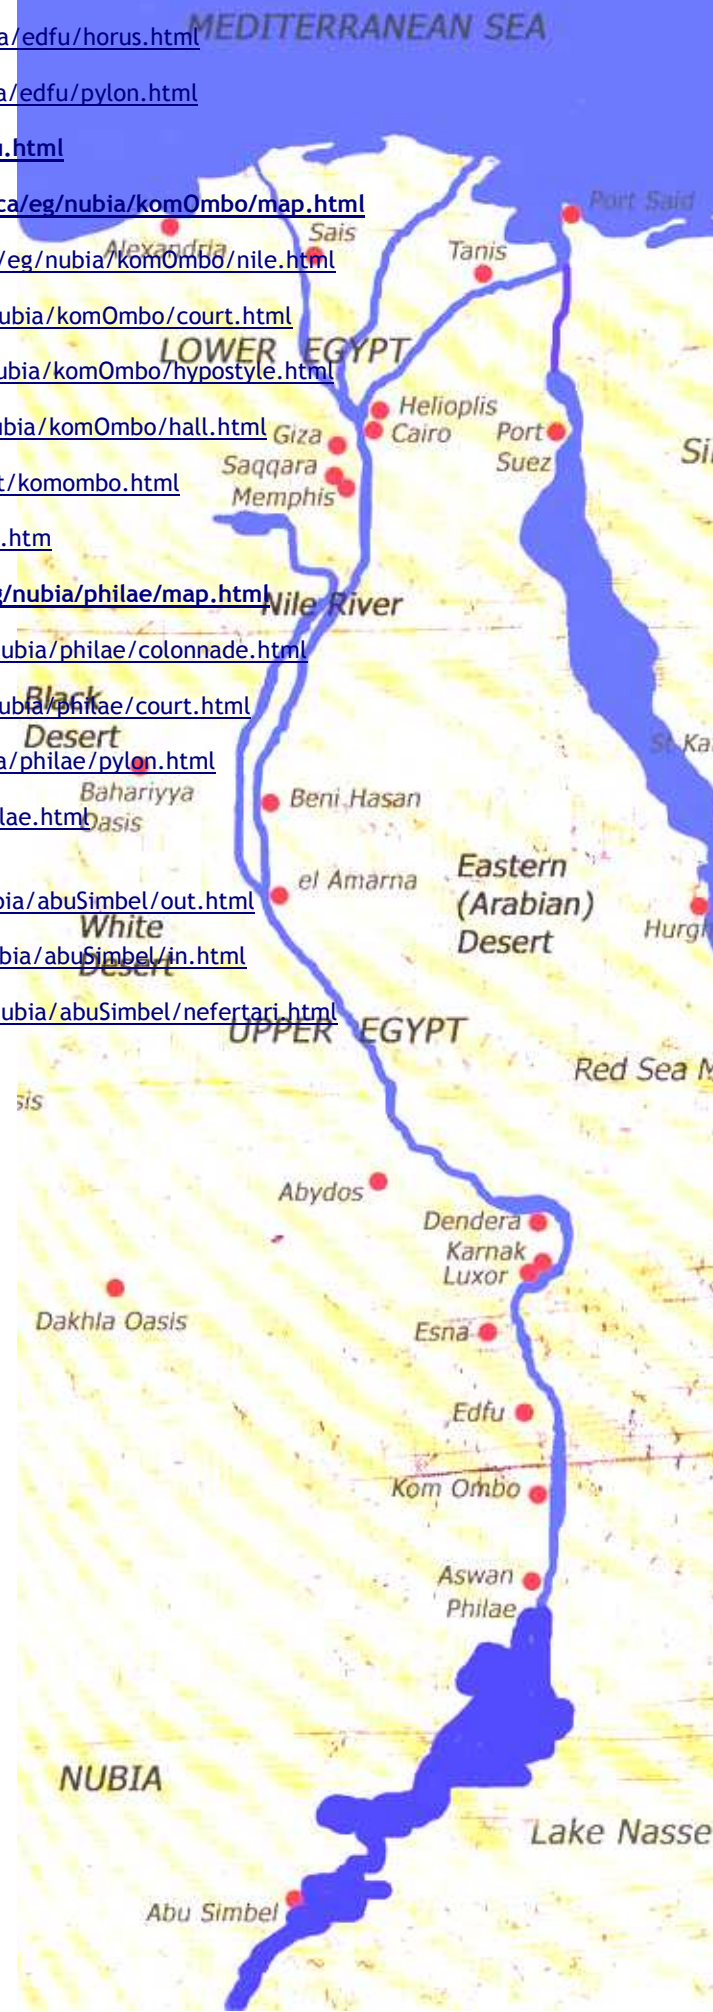 MEDITERRANEAN SEA
a/edfu/horus.html
a/edfu/pylon.html
.html
ca/eg/nubia/komOmbo/map.html
Port Said
Alexandria
Sais
Tanis
/eg/nubia/komOmbo/nile.html
ubia/komOmbo/court.html
LOWER EGYPT
ubia/komOmbo/hypostyle.html
Helioplis
bia/komOmbo/hall.html
Giza
Cairo
Port
Suez
Saqqara
t/komombo.html
Memphis
.htm
g/nubia/philae/map.html
Nile River
ubia/philae/colonnade.html
Black
Desert
ubia/philae/court.html
a/philae/pylon.html
Bahariyya
Oasis
Beni Hasan
lae.html
el Amarna
Eastern
(Arabian)
Desert
bia/abuSimbel/out.html
White
Desert
bia/abuSimbel/in.html
ubia/abuSimbel/nefertari.html
UPPER EGYPT
Red Sea M
sis
Abydos
Dendera
Karnak
Luxor
Dakhla Oasis
Esna
Edfu
Kom Ombo
Aswan
Philae
NUBIA
Lake Nasse
Abu Simbel